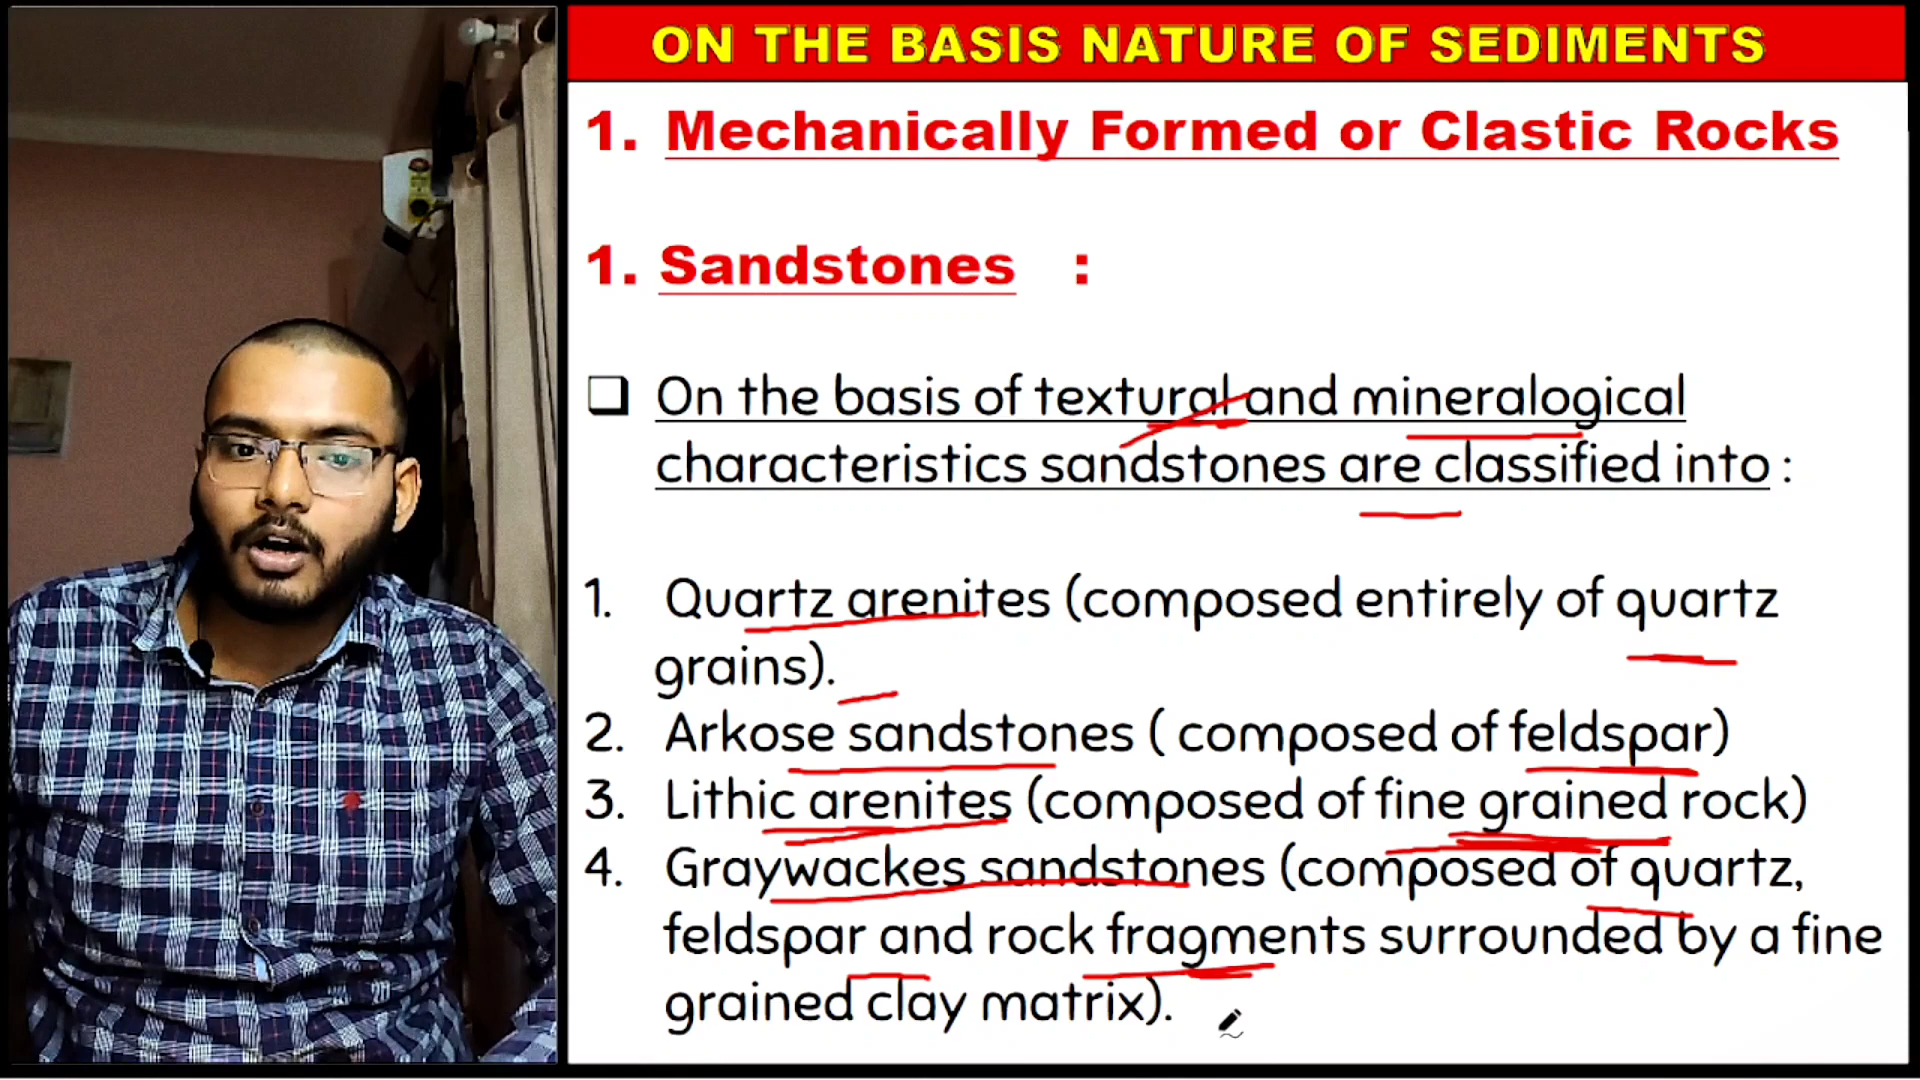 ON THE BASIS NATURE OF SEDIMENTS
1. Mechanically Formed or Clastic Rocks
1. Sandstones :
❑ On the basis of textural and mineralogical
characteristics sandstones are classified into :
1. Quartz arenites (composed entirely of quartz
grains).
2. Arkose sandstones ( composed of feldspar)
3. Lithic arenites (composed of fine grained rock)
4. Graywackes sandstones (composed of quartz,
feldspar and rock fragments surrounded by a fine
grained clay matrix).